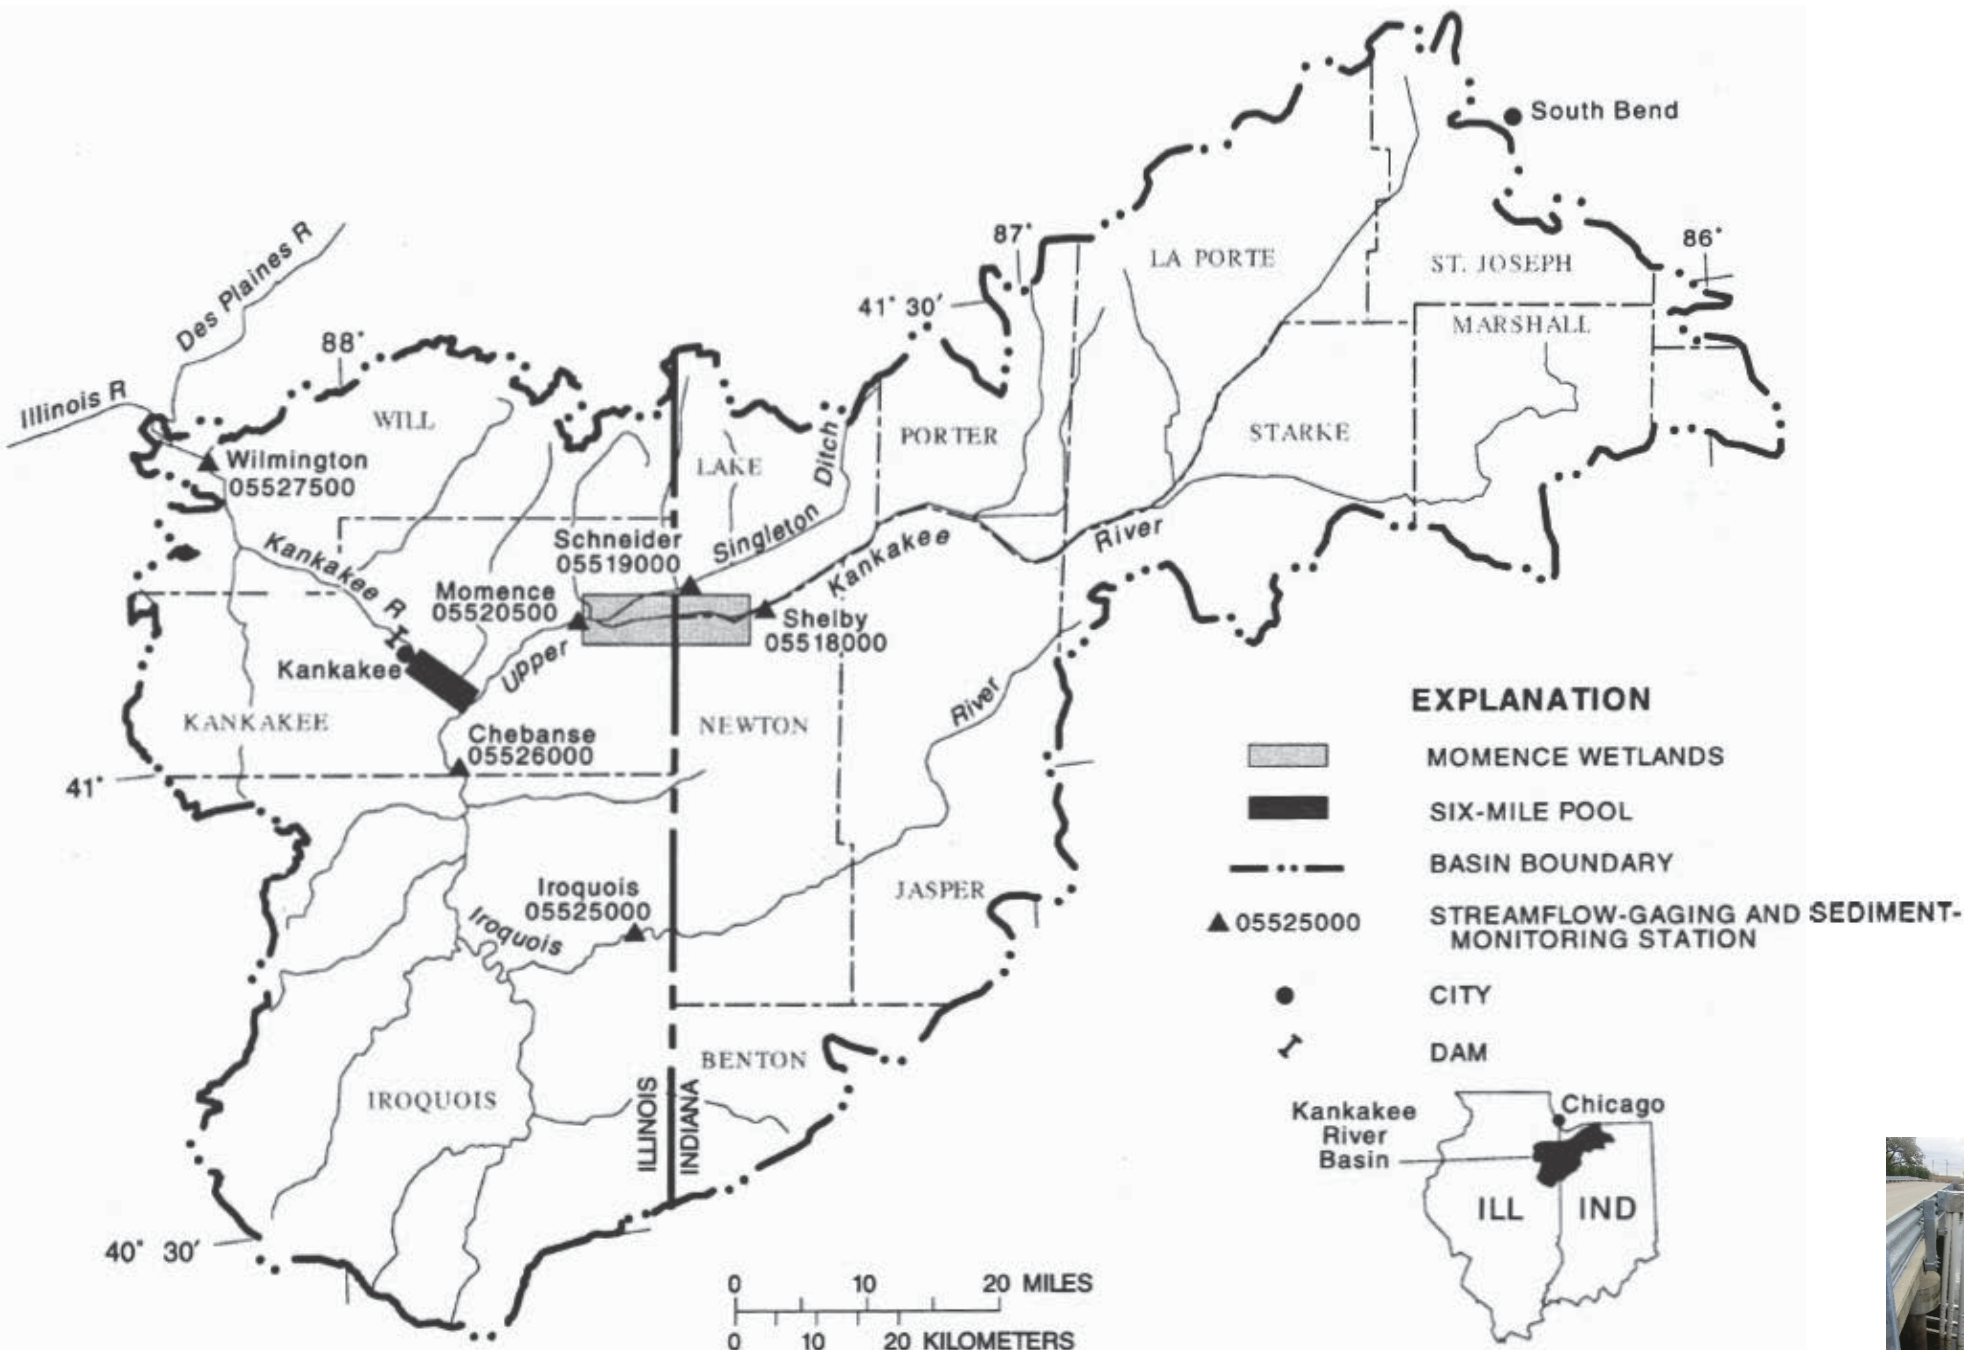 South Bend
86°
87°
LA PORTE
ST. JOSEPH
Des Plaines R
41° 30′
MARSHALL
88°
Illinois R
WILL
PORTER
STARKE
LAKE
Ditch
Wilmington
05527500
Singleton
Schneider
05519000
Kankakee R
Kankakee
River
Momence
05520500
Shelby
05518000
Kankakee
Upper
River
KANKAKEE
NEWTON
Chebanse
05526000
41°
Iroquois
05525000
JASPER
Iroquois
BENTON
IROQUOIS
ILLINOIS
INDIANA
40° 30′
0 10 20 MILES
0 10 20 KILOMETERS
EXPLANATION
MOMENCE WETLANDS
SIX-MILE POOL
BASIN BOUNDARY
05525000 STREAMFLOW-GAGING AND SEDIMENT-
MONITORING STATION
CITY
DAM
Kankakee
River
Basin
Chicago
ILL
IND